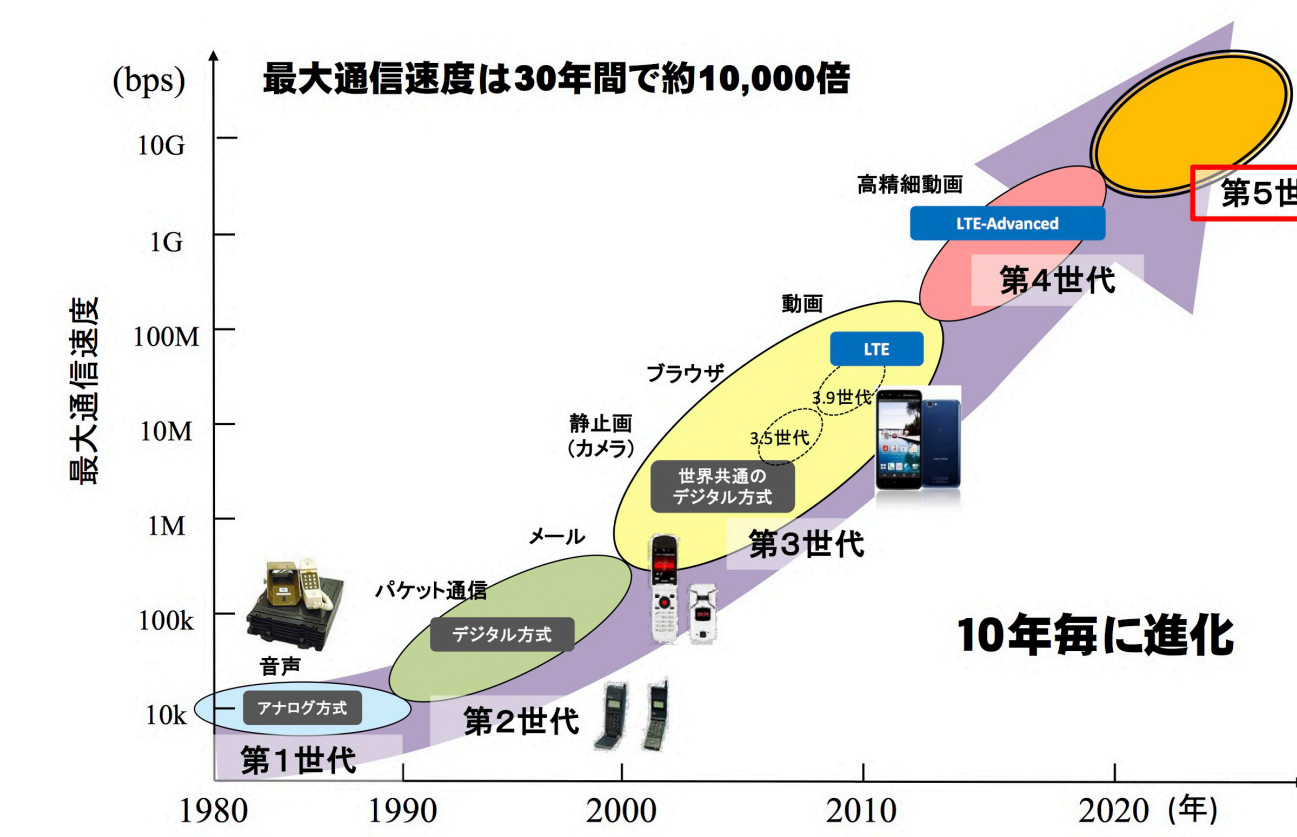 (bps)
最大通信速度は30年間で約10,000倍
10G
高精細動画
第5世
LTE-Advanced
1G
第4世代
動画
100M
LTE
ブラウザ
3.9世代
静止画
(カメラ)
10M
3.5世代
世界共通の
デジタル方式
最大通信速度
1M
メール
第3世代
パケット通信
100k
デジタル方式
10年毎に進化
音声
アナログ方式
10k
第2世代
第1世代
1980
1990
2000
2010
2020
(年)